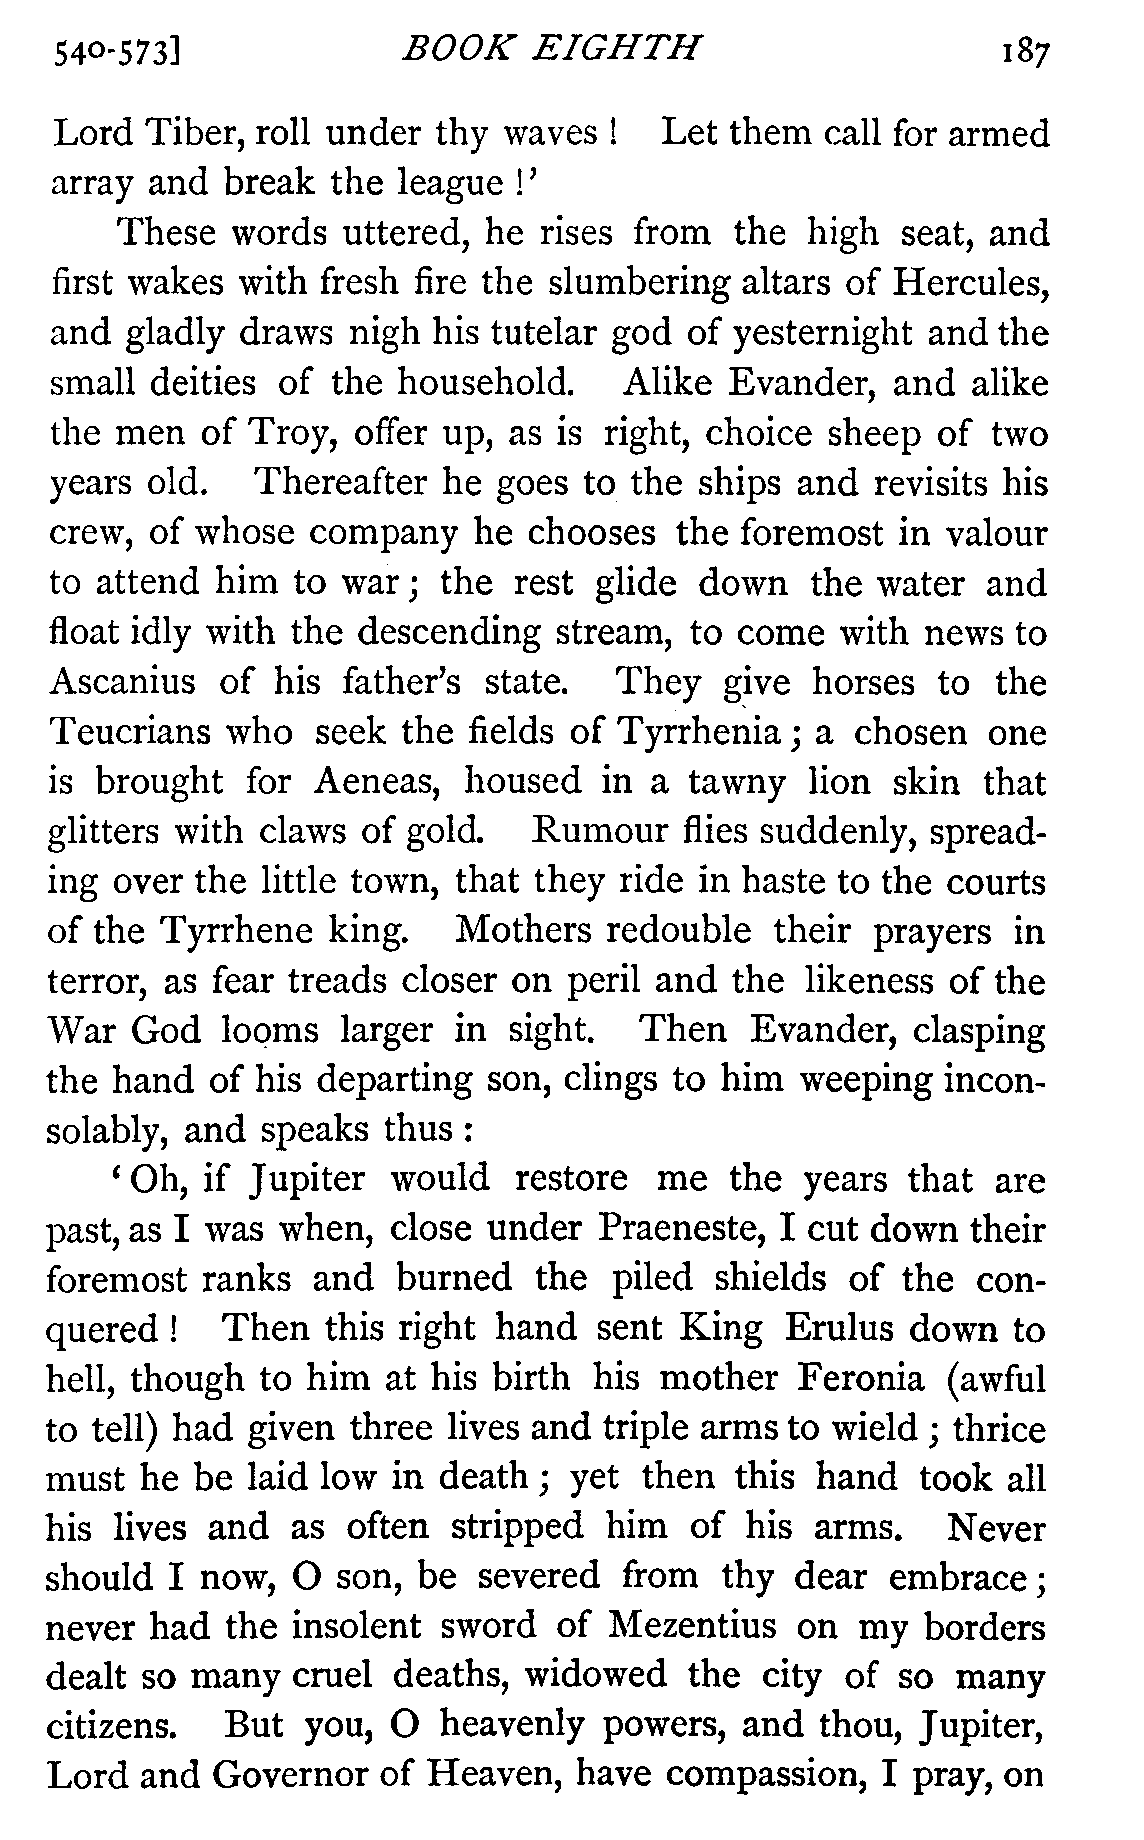 540-573] BOOK EIGHTH 187
Lord Tiber, roll under thy waves ! Let them call for armed
array and break the league !'
These words uttered, he rises from the high seat, and
first wakes with fresh fire the slumbering altars of Hercules,
and gladly draws nigh his tutelar god of yesternight and the
small deities of the household. Alike Evander, and alike
the men of Troy, offer up, as is right, choice sheep of two
years old. Thereafter he goes to the ships and revisits his
crew, of whose company he chooses the foremost in valour
to attend him to war ; the rest glide down the water and
float idly with the descending stream, to come with news to
Ascanius of his father's state. They give horses to the
Teucrians who seek the fields of Tyrrhenia ; a chosen one
is brought for Aeneas, housed in a tawny lion skin that
glitters with claws of gold. Rumour flies suddenly, spread-
ing over the little town, that they ride in haste to the courts
of the Tyrrhene king. Mothers redouble their prayers in
terror, as fear treads closer on peril and the likeness of the
War God looms larger in sight. Then Evander, clasping
the hand of his departing son, clings to him weeping incon-
solably, and speaks thus :
'Oh, if Jupiter would restore me the years that are
past, as I was when, close under Praeneste, I cut down their
foremost ranks and burned the piled shields of the con-
quered ! Then this right hand sent King Erulus down to
hell, though to him at his birth his mother Feronia (awful
to tell) had given three lives and triple arms to wield ; thrice
must he be laid low in death ; yet then this hand took all
his lives and as often stripped him of his arms. Never
should I now, O son, be severed from thy dear embrace ;
never had the insolent sword of Mezentius on my borders
dealt so many cruel deaths, widowed the city of so many
citizens. But you, O heavenly powers, and thou, Jupiter,
Lord and Governor of Heaven, have compassion, I pray, on